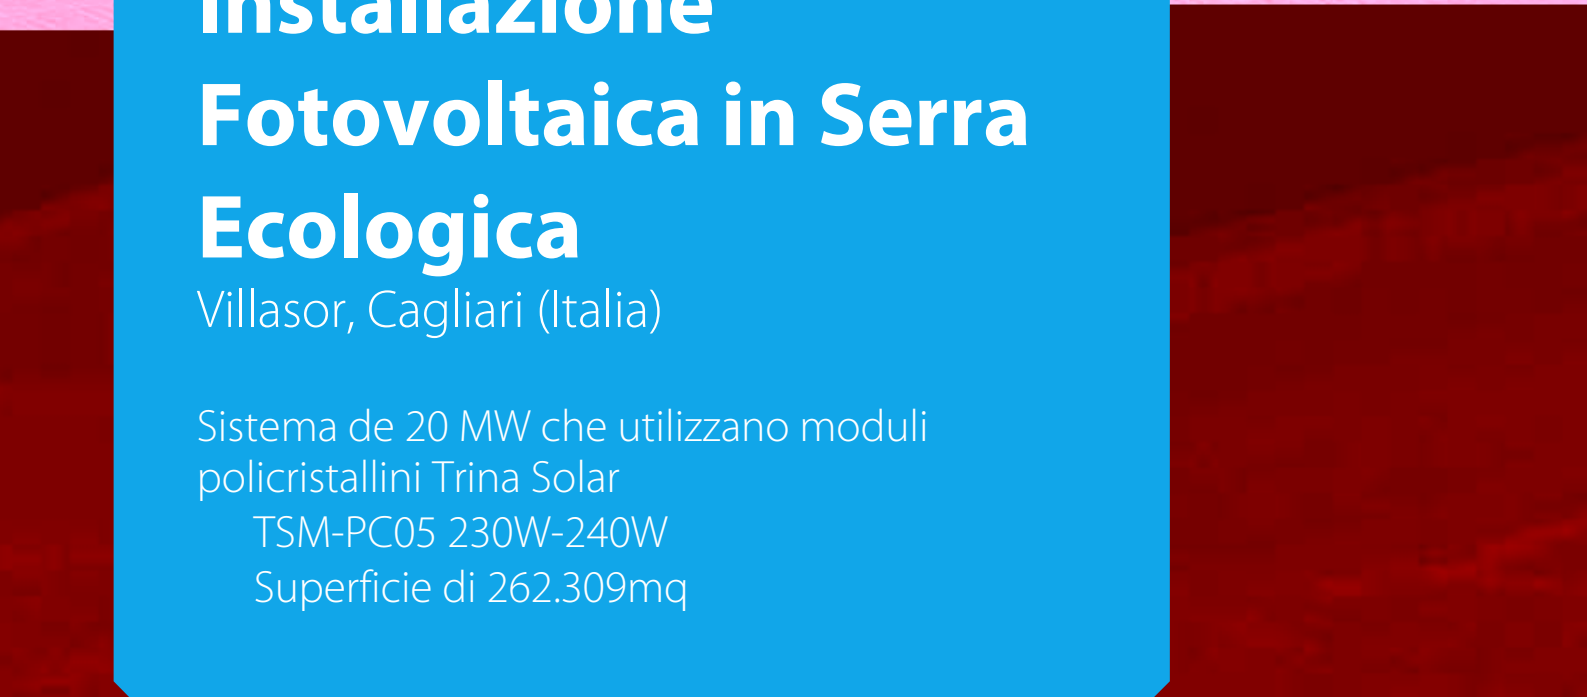 Installazione
Fotovoltaica in Serra
Ecologica
Villasor, Cagliari (Italia)
Sistema de 20 MW che utilizzano moduli
policristallini Trina Solar
TSM-PC05 230W-240W
Superficie di 262.309mq